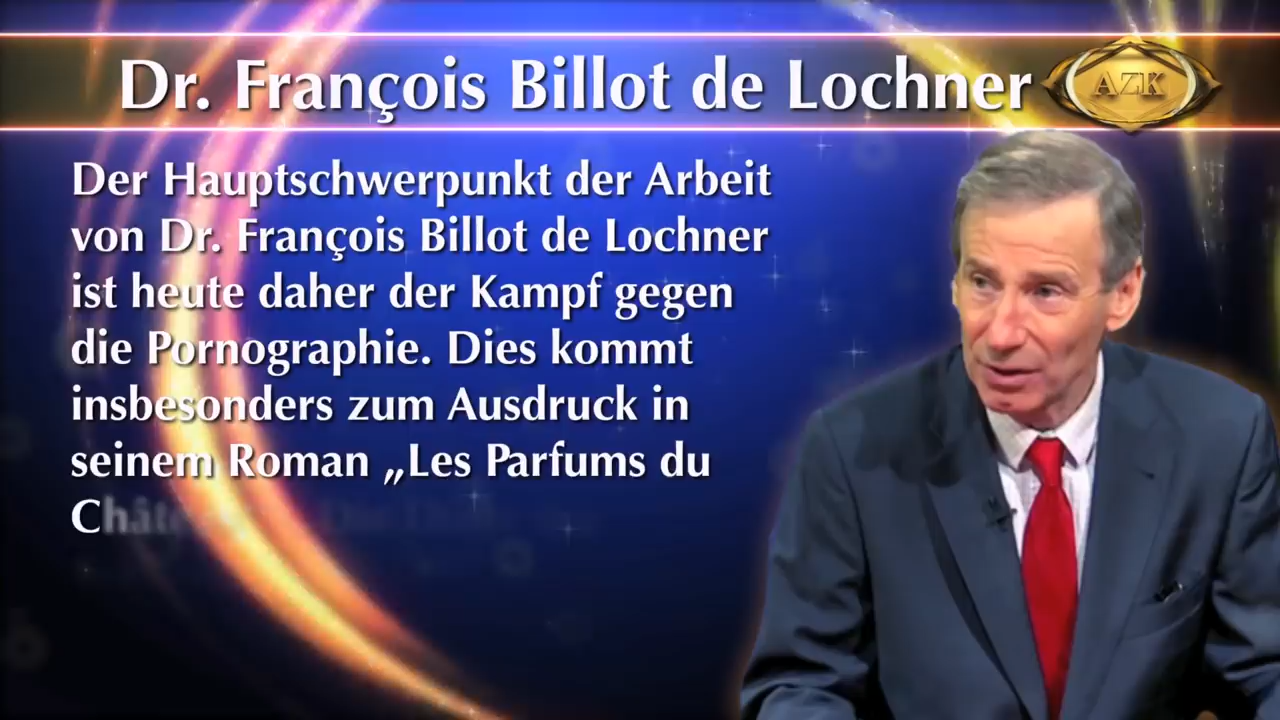 Dr. François Billot de Lochner
AZK
Der Hauptschwerpunkt der Arbeit
von Dr. François Billot de Lochner
ist heute daher der Kampf gegen
die Pornographie. Dies kommt
insbesonders zum Ausdruck in
seinem Roman „Les Parfums du